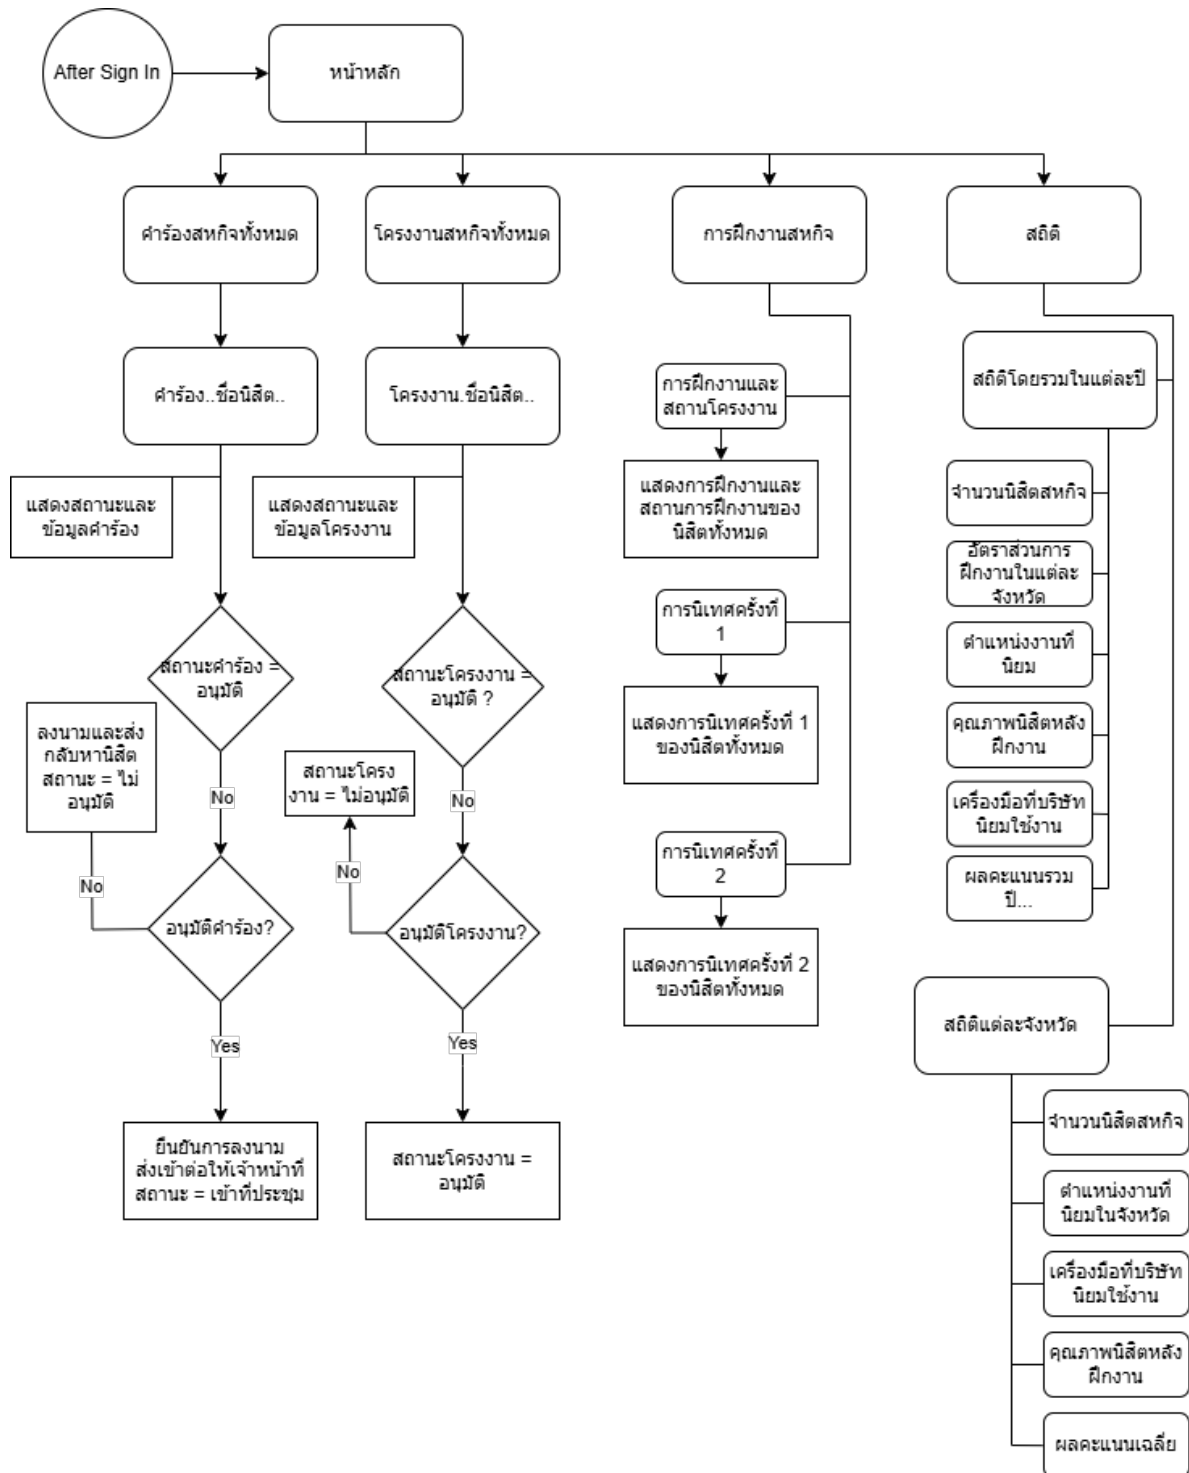 After Sign In
หน้าหลัก
คำร้องสหกิจทั้งหมด
โครงงานสหกิจทั้งหมด
การฝึกงานสหกิจ
สถิติ
คำร้อง..ชื่อนิสิต..
โครงงาน.ชื่อนิสิต..
การฝึกงานและ
สถานโครงงาน
สถิติโดยรวมในแต่ละปี
แสดงสถานะและ
ข้อมูลคำร้อง
แสดงสถานะและ
ข้อมูลโครงงาน
แสดงการฝึกงานและ
สถานการฝึกงานของ
นิสิตทั้งหมด
จำนวนนิสิตสหกิจ
อัตราส่วนการ
ฝึกงานในแต่ละ
จังหวัด
สถานะคำร้อง =
อนุมัติ
สถานะโครงงาน =
อนุมัติ ?
การนิเทศครั้งที่
1
ตำแหน่งงานที่
นิยม
ลงนามและส่ง
กลับหานิสิต
สถานะ = ไม่
อนุมัติ
No
สถานะโครง
งาน = ไม่อนุมัติ
No
แสดงการนิเทศครั้งที่ 1
ของนิสิตทั้งหมด
คุณภาพนิสิตหลัง
ฝึกงาน
เครื่องมือที่บริษัท
นิยมใช้งาน
No
อนุมัติคำร้อง?
No
อนุมัติโครงงาน?
การนิเทศครั้งที่
2
ผลคะแนนรวม
ปี...
แสดงการนิเทศครั้งที่ 2
ของนิสิตทั้งหมด
Yes
Yes
สถิติแต่ละจังหวัด
ยืนยันการลงนาม
ส่งเข้าต่อให้เจ้าหน้าที่
สถานะ = เข้าที่ประชุม
สถานะโครงงาน =
อนุมัติ
จำนวนนิสิตสหกิจ
ตำแหน่งงานที่
นิยมในจังหวัด
เครื่องมือที่บริษัท
นิยมใช้งาน
คุณภาพนิสิตหลัง
ฝึกงาน
ผลคะแนนเฉลี่ย